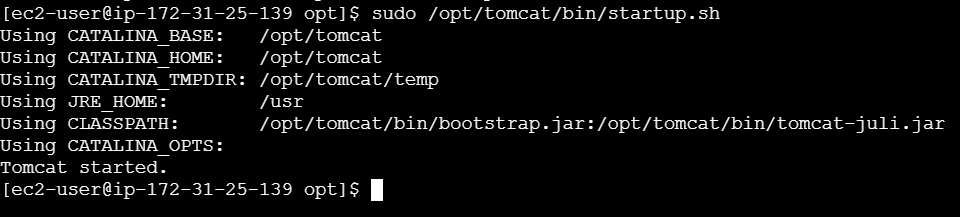 [ec2-user@ip-172-31-25-139 opt]$ sudo /opt/tomcat/bin/startup.sh
Using CATALINA_BASE:   /opt/tomcat
Using CATALINA_HOME:   /opt/tomcat
Using CATALINA_TMPDIR: /opt/tomcat/temp
Using JRE_HOME:        /usr
Using CLASSPATH:       /opt/tomcat/bin/bootstrap.jar:/opt/tomcat/bin/tomcat-juli.jar
Using CATALINA_OPTS:
Tomcat started.
[ec2-user@ip-172-31-25-139 opt]$